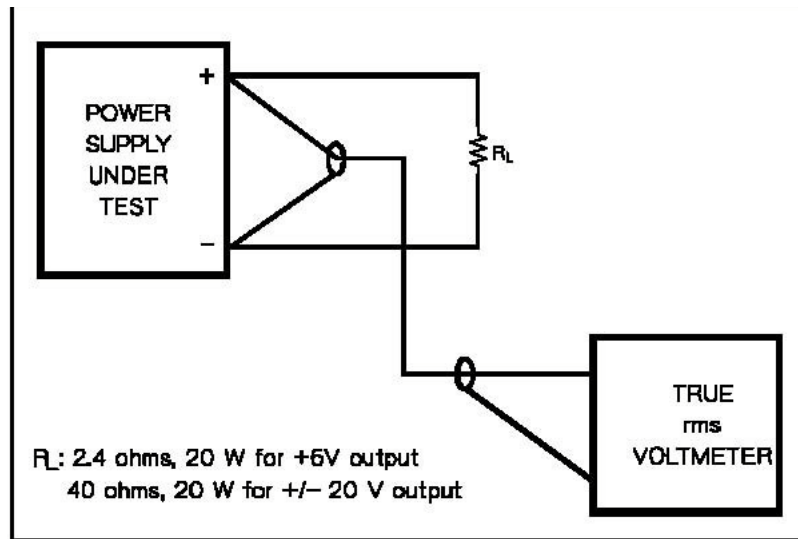 POWER
SUPPLY
UNDER
TEST
+
−
RL
TRUE
rms
VOLTMETER
RL: 2.4 ohms, 20 W for +6V output
40 ohms, 20 W for +/− 20 V output